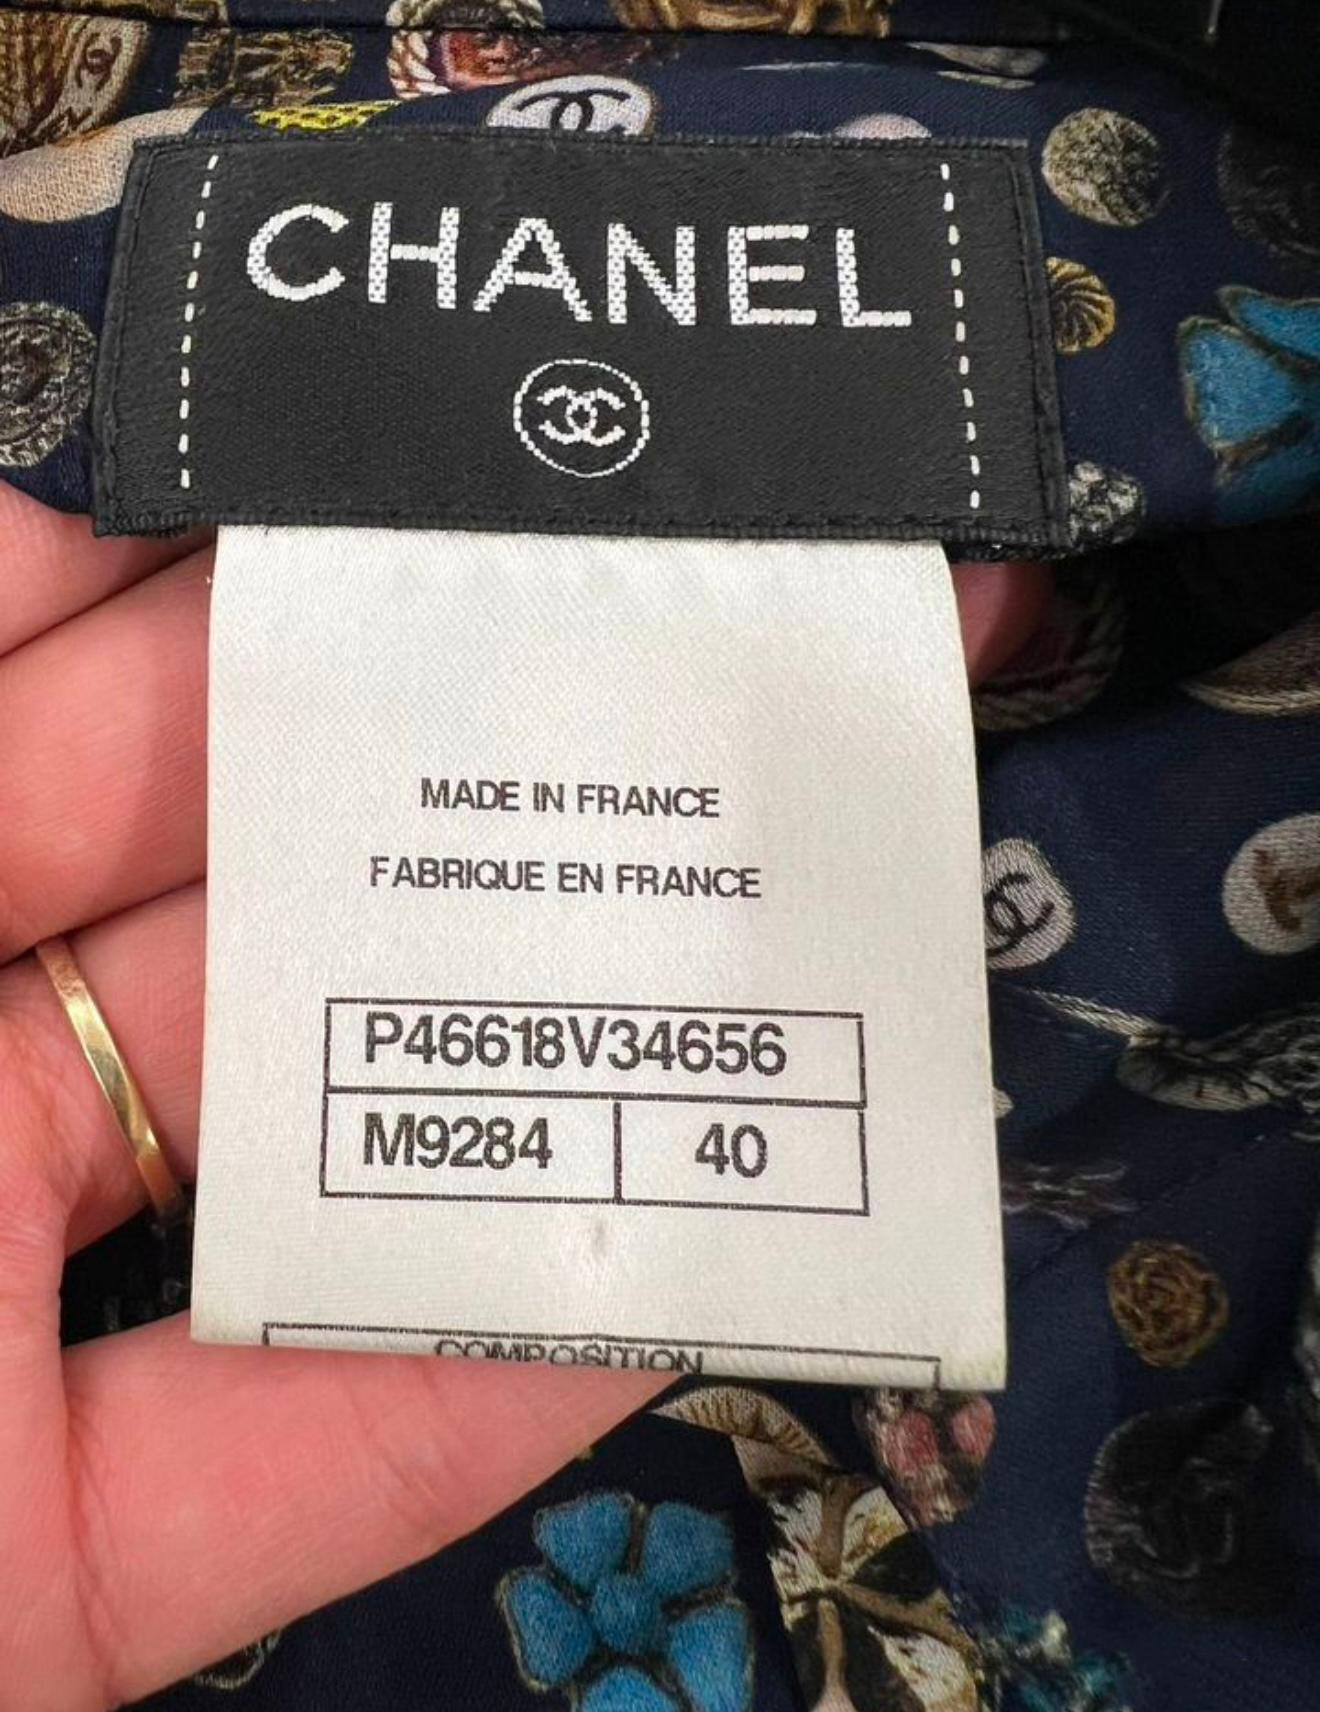 CHANEL
MADE IN FRANCE
FABRIQUE EN FRANCE
P46618V34656
M9284 40
COMPOSITION